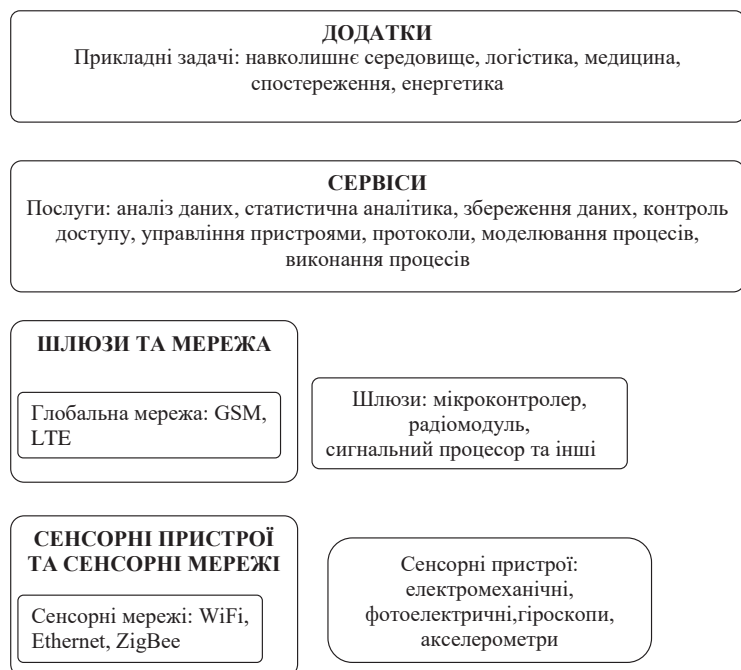 ДОДАТКИ
Прикладні задачі: навколишнє середовище, логістика, медицина,
спостереження, енергетика
СЕРВІСИ
Послуги: аналіз даних, статистична аналітика, збереження даних, контроль
доступу, управління пристроями, протоколи, моделювання процесів,
виконання процесів
ШЛЮЗИ ТА МЕРЕЖА
Глобальна мережа: GSM,
LTE
Шлюзи: мікроконтролер,
радіомодуль,
сигнальний процесор та інші
СЕНСОРНІ ПРИСТРОЇ
ТА СЕНСОРНІ МЕРЕЖІ
Сенсорні мережі: WiFi,
Ethernet, ZigBee
Сенсорні пристрої:
електромеханічні,
фотоелектричні,гіроскопи,
акселерометри